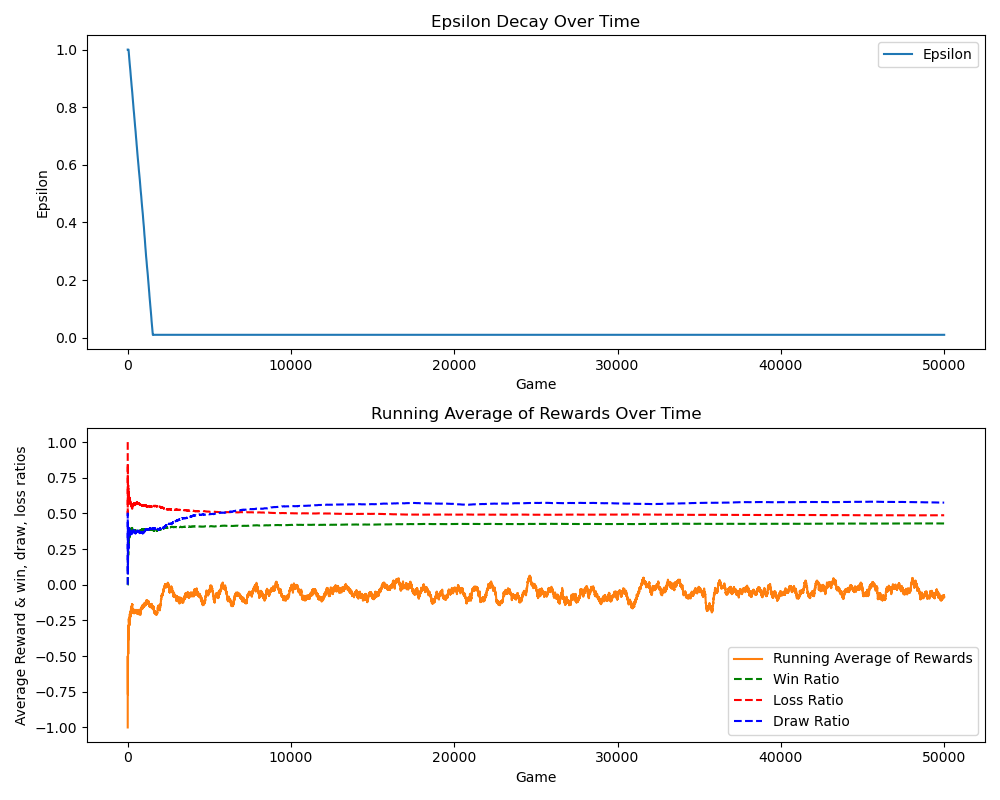 Epsilon Decay Over Time
Epsilon
1.0
0.8
0.6
0.4
0.2
0.0
Epsilon
0 10000 20000 30000 40000 50000
Game
Running Average of Rewards Over Time
Average Reward & win, draw, loss ratios
1.00
0.75
0.50
0.25
0.00
−0.25
−0.50
−0.75
−1.00
Running Average of Rewards
Win Ratio
Loss Ratio
Draw Ratio
0 10000 20000 30000 40000 50000
Game